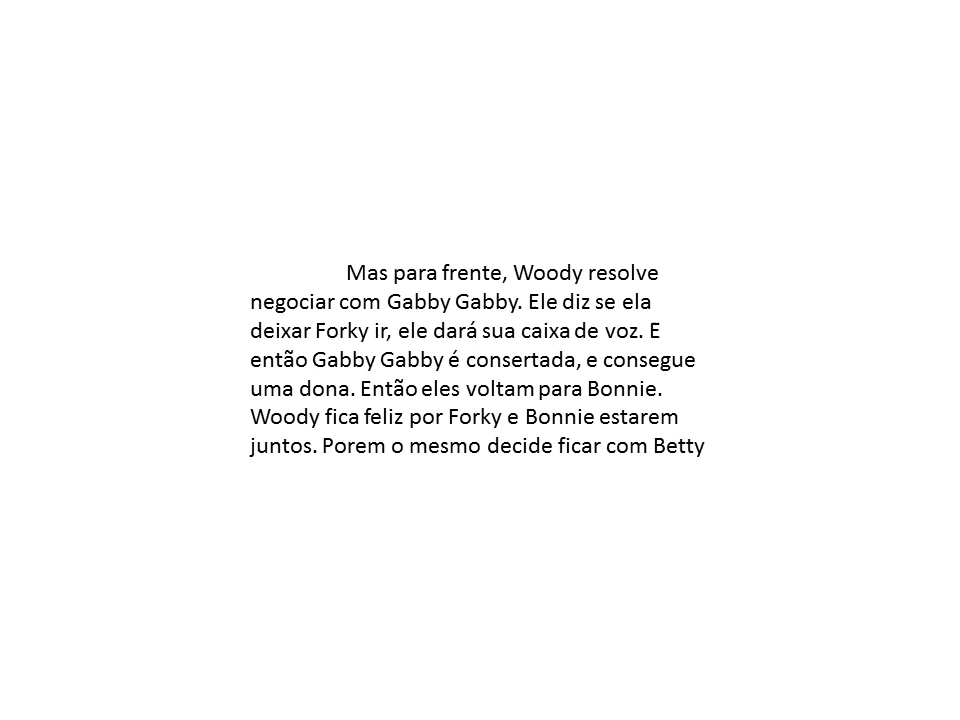 Mas para frente, Woody resolve
negociar com Gabby Gabby. Ele diz se ela
deixar Forky ir, ele dará sua caixa de voz. E
então Gabby Gabby é consertada, e consegue
uma dona. Então eles voltam para Bonnie.
Woody fica feliz por Forky e Bonnie estarem
juntos. Porem o mesmo decide ficar com Betty